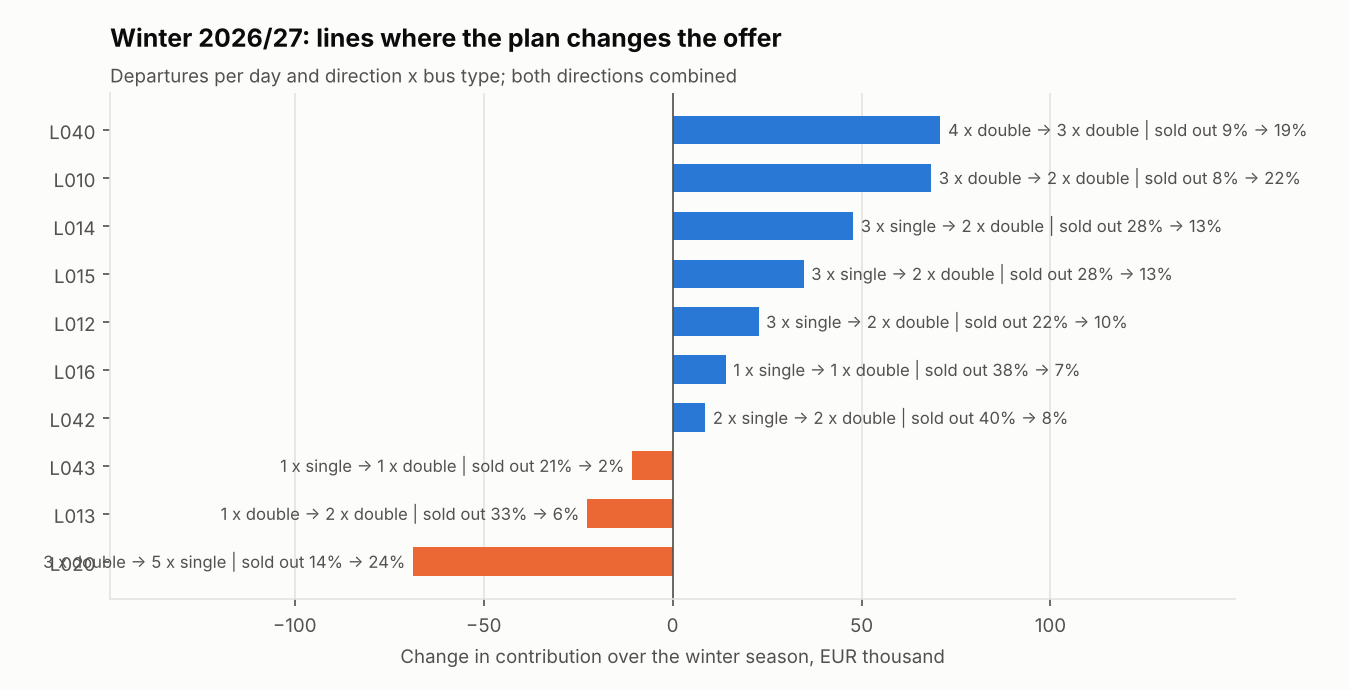 Winter 2026/27: lines where the plan changes the offer
Departures per day and direction x bus type; both directions combined
L040 4 x double → 3 x double | sold out 9% → 19%
L010 3 x double → 2 x double | sold out 8% → 22%
L014 3 x single → 2 x double | sold out 28% → 13%
L015 3 x single → 2 x double | sold out 28% → 13%
L012 3 x single → 2 x double | sold out 22% → 10%
L016 1 x single → 1 x double | sold out 38% → 7%
L042 2 x single → 2 x double | sold out 40% → 8%
L043 1 x single → 1 x double | sold out 21% → 2%
L013 1 x double → 2 x double | sold out 33% → 6%
L020 3 x double → 5 x single | sold out 14% → 24%
−100 −50 0 50 100
Change in contribution over the winter season, EUR thousand